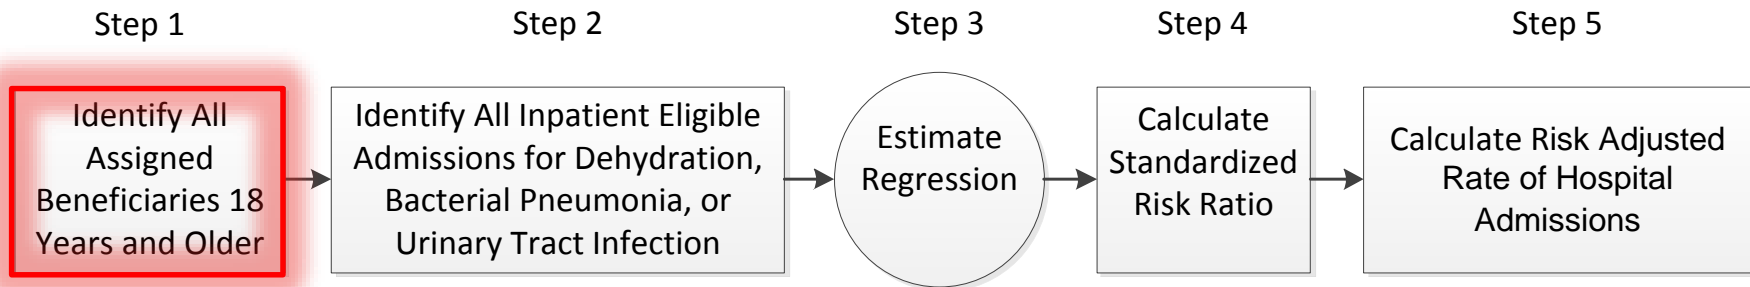 Step 1
Step 2
Step 3
Step 4
Step 5
Identify All
Assigned
Beneficiaries 18
Years and Older
Identify All Inpatient Eligible
Admissions for Dehydration,
Bacterial Pneumonia, or
Urinary Tract Infection
Estimate
Regression
Calculate
Standardized
Risk Ratio
Calculate Risk Adjusted
Rate of Hospital
Admissions